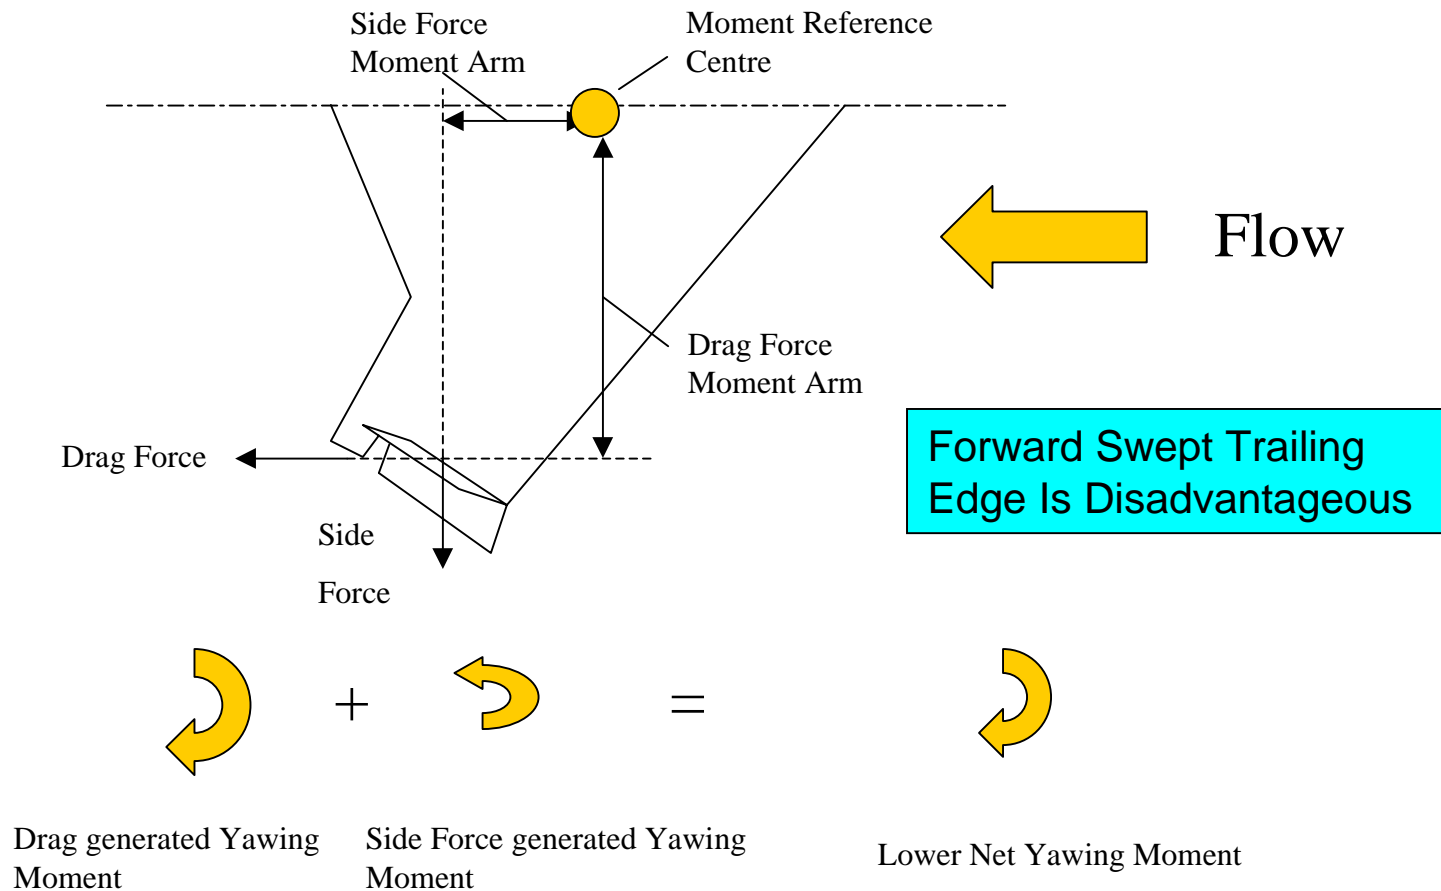 Side Force
Moment Arm
Moment Reference
Centre
Flow
Drag Force
Moment Arm
Forward Swept Trailing
Edge Is Disadvantageous
Drag Force
Side
Force
+
=
Drag generated Yawing
Moment
Side Force generated Yawing
Moment
Lower Net Yawing Moment